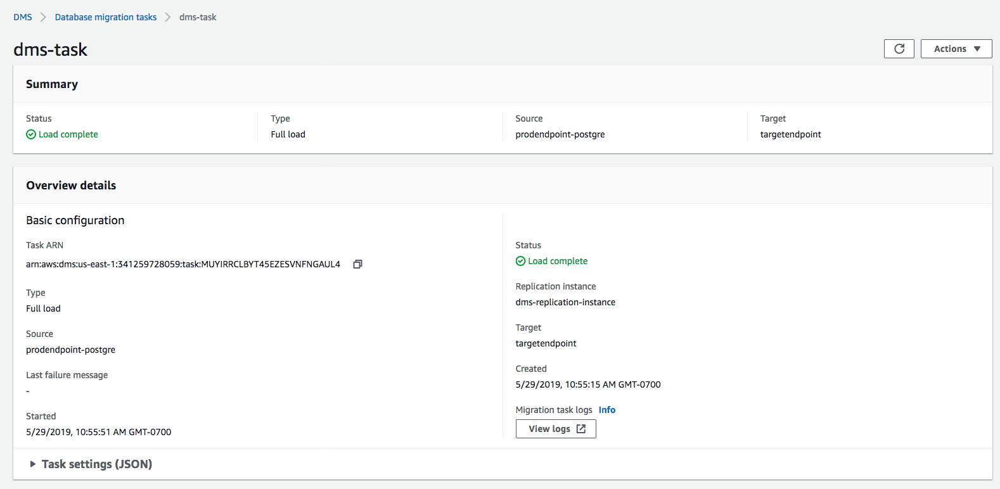 DMS > Database migration tasks > dms-task
dms-task
Actions
Summary
Status Type Source Target
Load complete Full load prodendpoint-postgre targetendpoint
Overview details
Basic configuration
Task ARN
arn:aws:dms:us-east-1:341259728059:task:MUYIRRCLBYT45EZESVNFNGAUL4
Type
Full load
Source
prodendpoint-postgre
Last failure message
-
Started
5/29/2019, 10:55:51 AM GMT-0700
Status
Load complete
Replication instance
dms-replication-instance
Target
targetendpoint
Created
5/29/2019, 10:55:15 AM GMT-0700
Migration task logs Info
View logs
Task settings (JSON)